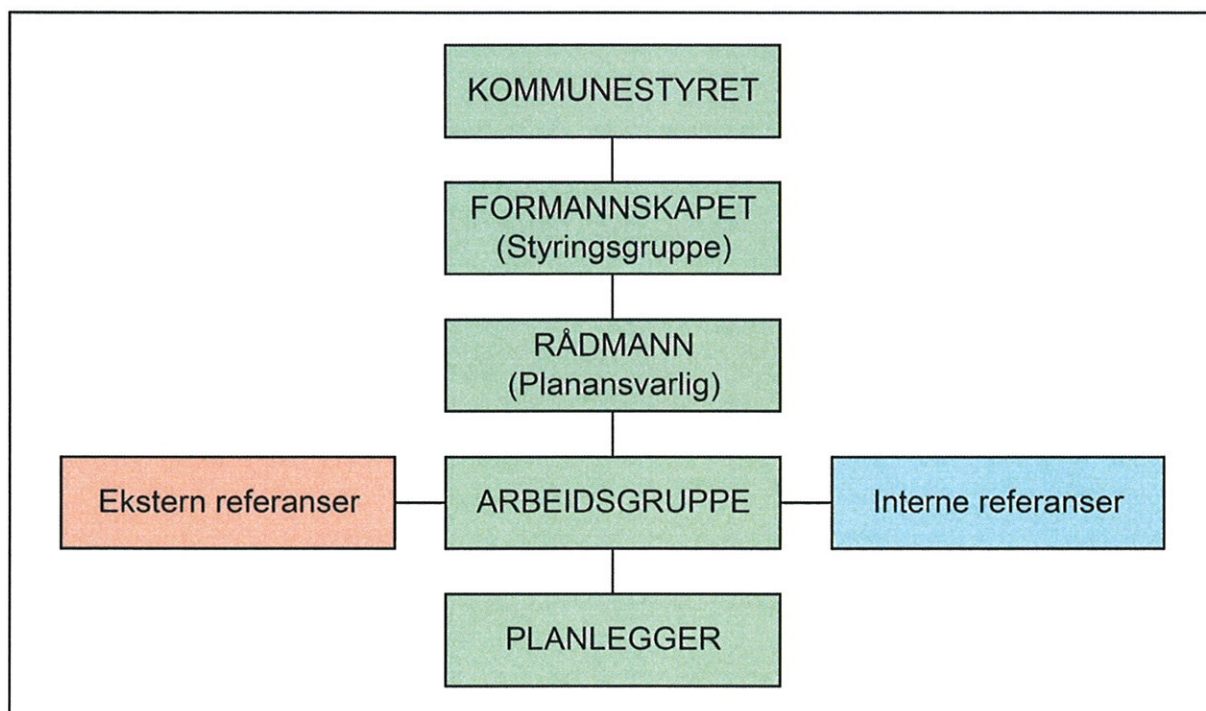 KOMMUNESTYRET
FORMANNSKAPET
(Styringsgruppe)
RÅDMANN
(Planansvarlig)
Ekstern referanser
ARBEIDSGRUPPE
Interne referanser
PLANLEGGER